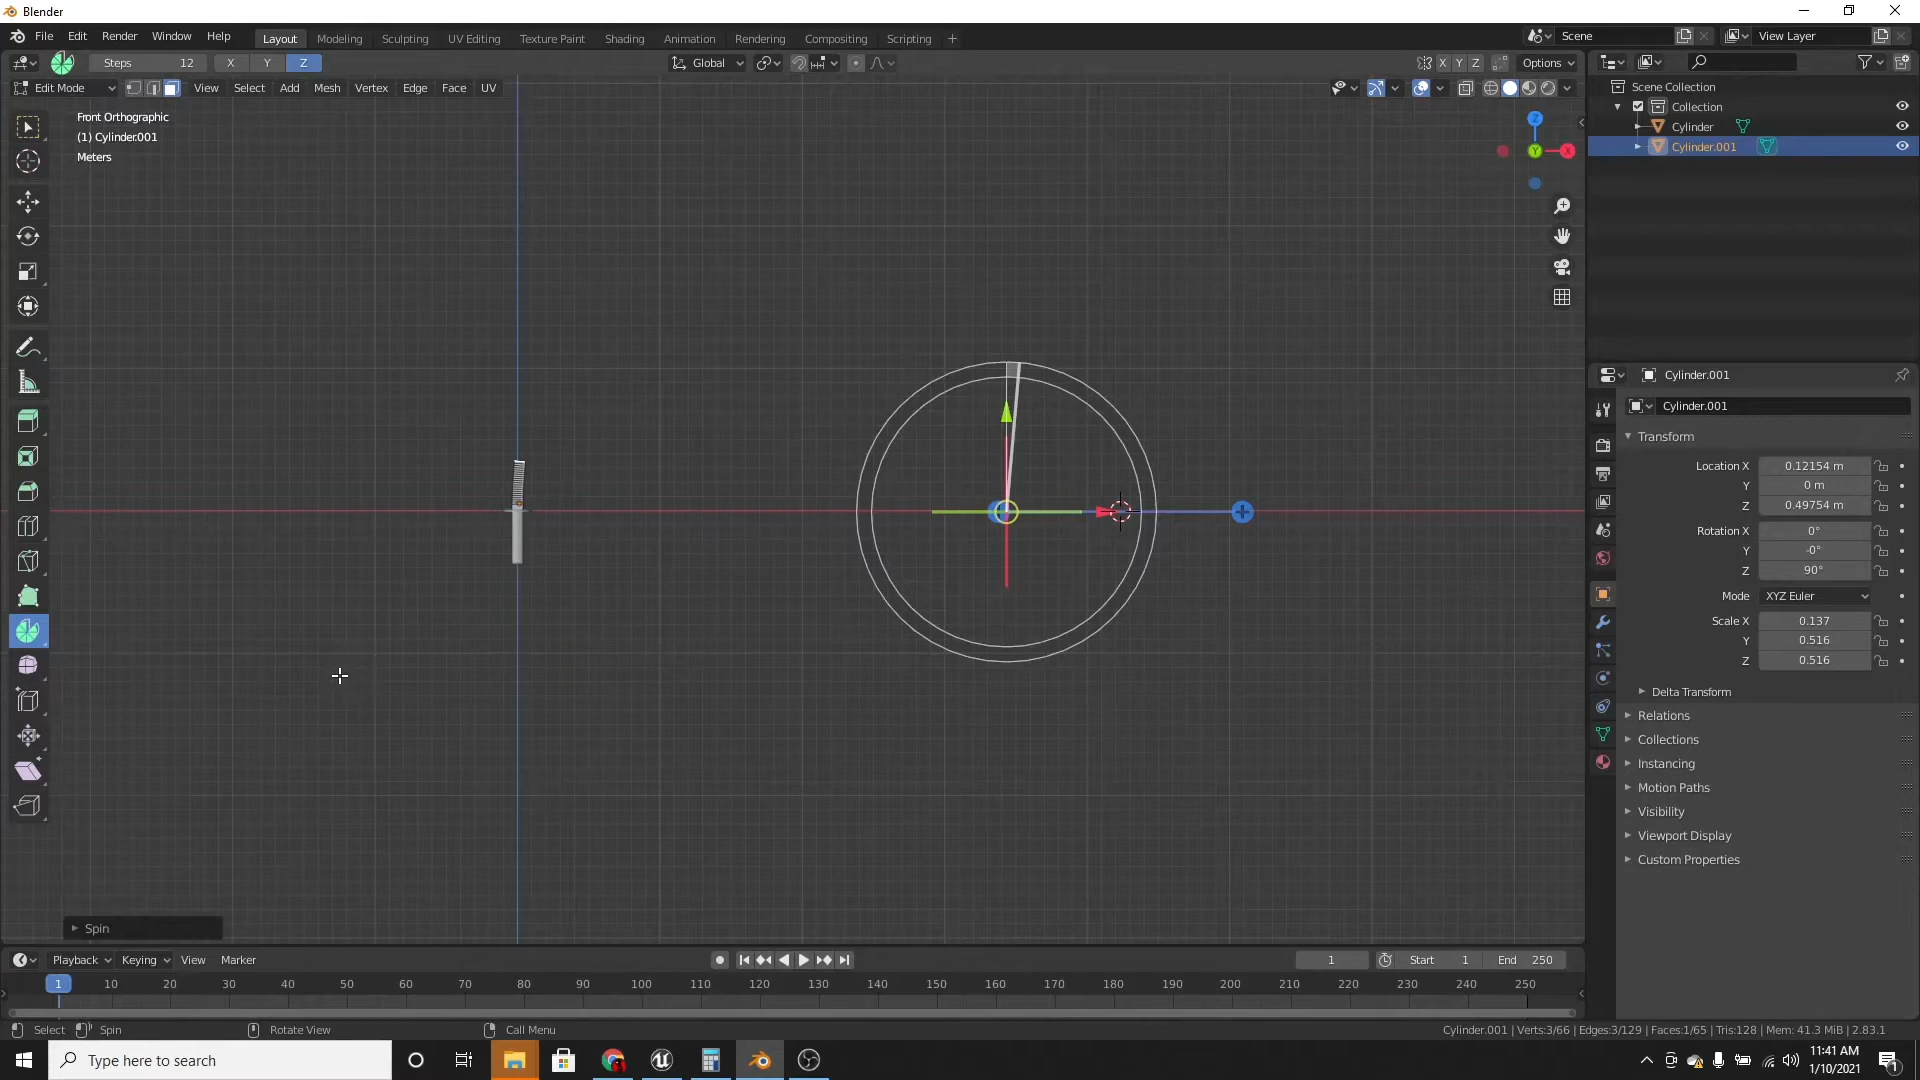 Blender
File Edit Render Window Help
Layout Modeling Sculpting UV Editing Texture Paint Shading Animation Rendering Compositing Scripting +
Scene
View Layer
Steps 12 X Y Z
Global
X Y Z
Options
Edit Mode
View Select Add Mesh Vertex Edge Face UV
Front Orthographic
(1) Cylinder.001
Meters
Z
Y
X
Scene Collection
Collection
Cylinder
Cylinder.001
Cylinder.001
Cylinder.001
Transform
Location X 0.12154 m
Y 0 m
Z 0.49754 m
Rotation X 0°
Y -0°
Z 90°
Mode XYZ Euler
Scale X 0.137
Y 0.516
Z 0.516
Delta Transform
Relations
Collections
Instancing
Motion Paths
Visibility
Viewport Display
Custom Properties
Spin
Playback Keying View Marker
1
Start 1
End 250
1 10 20 30 40 50 60 70 80 90 100 110 120 130 140 150 160 170 180 190 200 210 220 230 240 250
Select Spin Rotate View Call Menu
Cylinder.001 | Verts:3/66 | Edges:3/129 | Faces:1/65 | Tris:128 | Mem: 41.3 MiB | 2.83.1
Type here to search
11:41 AM
1/10/2021
1